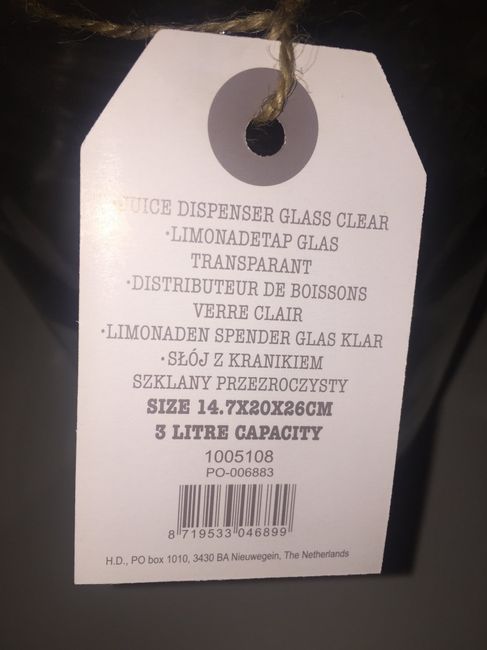 ·JUICE DISPENSER GLASS CLEAR
·LIMONADETAP GLAS
TRANSPARANT
·DISTRIBUTEUR DE BOISSONS
VERRE CLAIR
·LIMONADEN SPENDER GLAS KLAR
·SŁÓJ Z KRANIKIEM
SZKLANY PRZEZROCZYSTY
SIZE 14.7X20X26CM
3 LITRE CAPACITY
1005108
PO-006883
8 719533 046899
H.D., PO box 1010, 3430 BA Nieuwegein, The Netherlands